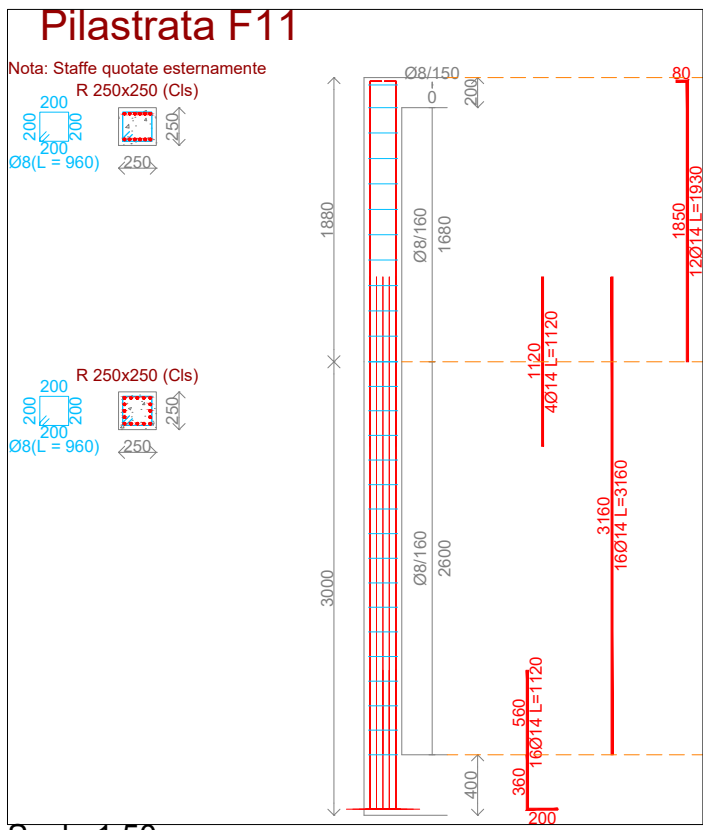 Pilastrata F11
Nota: Staffe quotate esternamente
R 250x250 (Cls)
200
200
200
200
Ø8(L = 960)
250
250
Ø8/150
0
200
80
1880
Ø8/160
1680
1850
12Ø14 L=1930
R 250x250 (Cls)
200
200
200
200
Ø8(L = 960)
250
250
1120
4Ø14 L=1120
3000
Ø8/160
2600
3160
16Ø14 L=3160
560
360
16Ø14 L=1120
200
400